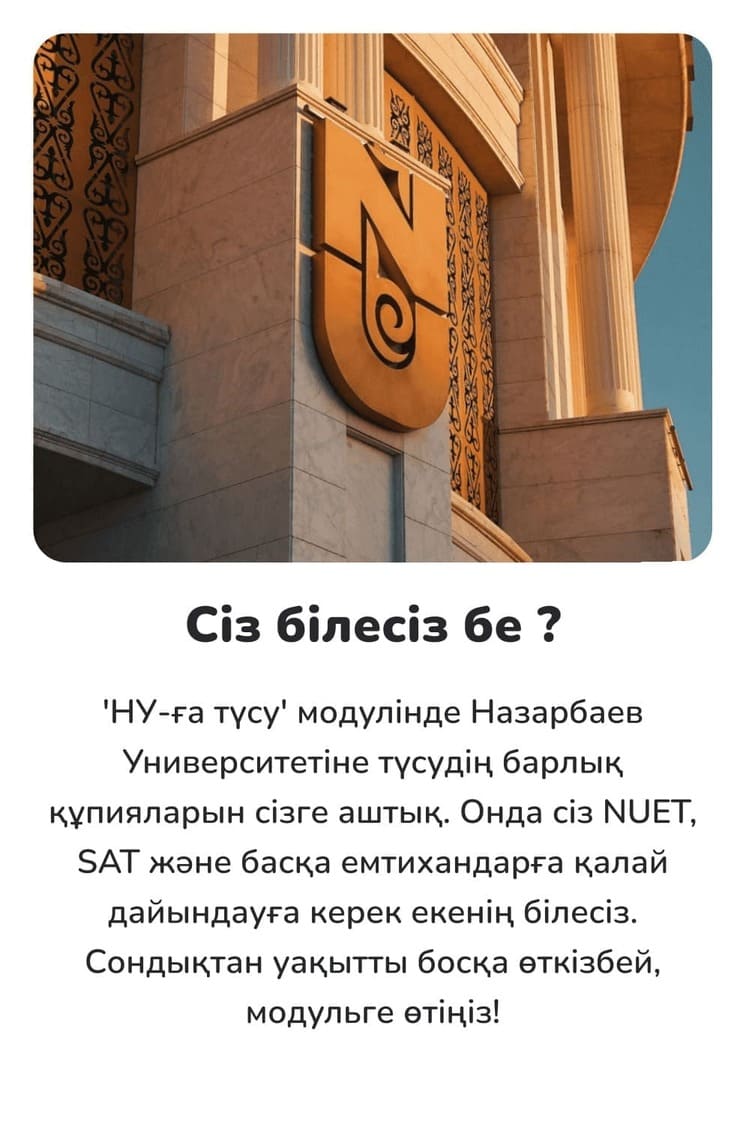 Сіз білесіз бе ?
'НУ-ға түсу' модулінде Назарбаев
Университетіне түсудің барлық
құпияларын сізге аштық. Онда сіз NUET,
SAT және басқа емтихандарға қалай
дайындауға керек екенің білесіз.
Сондықтан уақытты босқа өткізбей,
модульге өтіңіз!